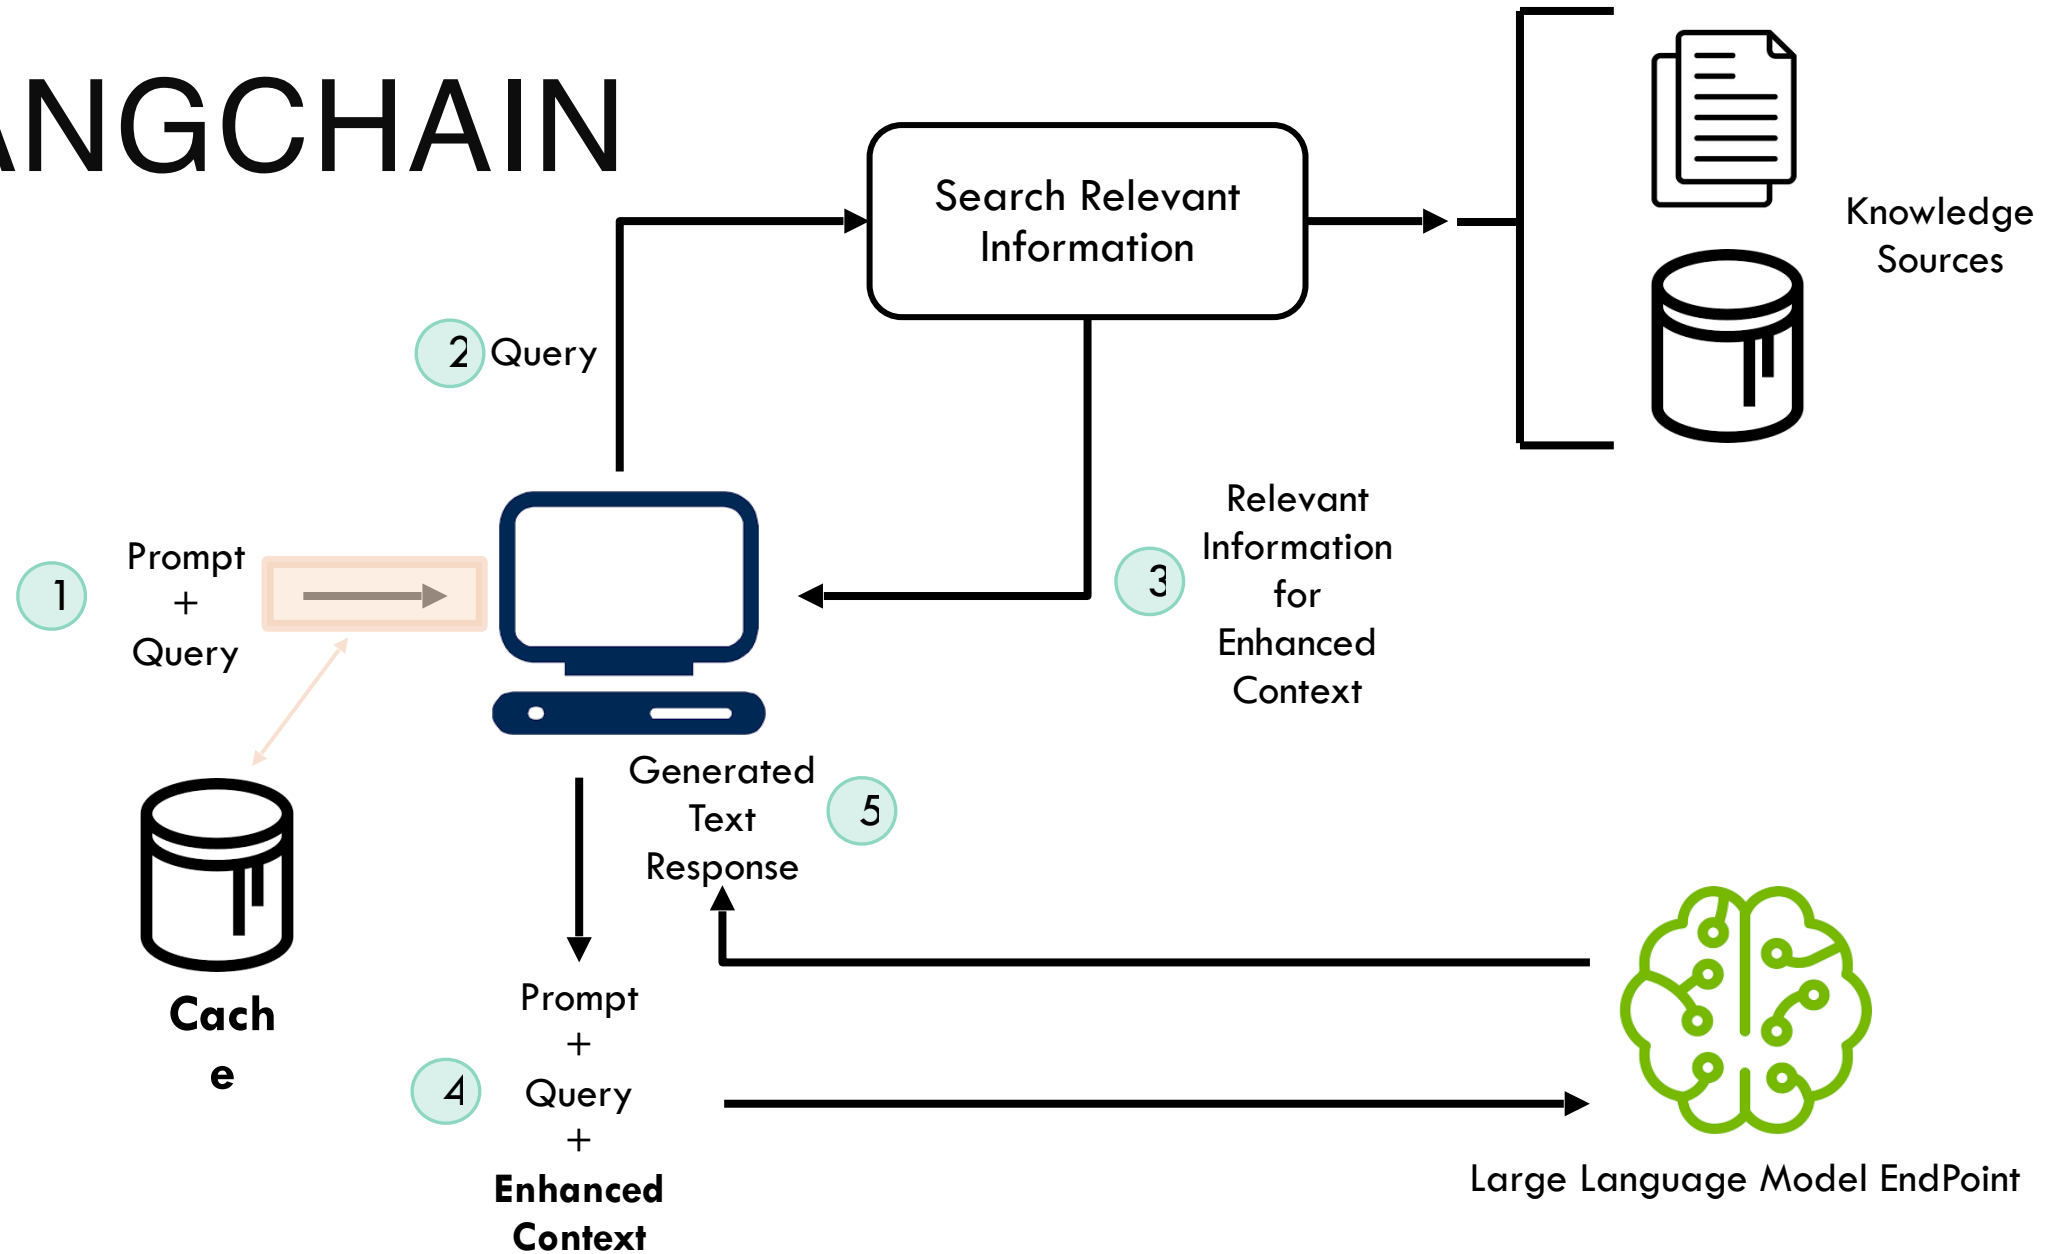 ANGCHAIN
Search Relevant
Information
Knowledge
Sources
2
Query
1
Prompt
+
Query
3
Relevant
Information
for
Enhanced
Context
Generated
Text
Response
5
Cach
e
4
Prompt
+
Query
+
Enhanced
Context
Large Language Model EndPoint